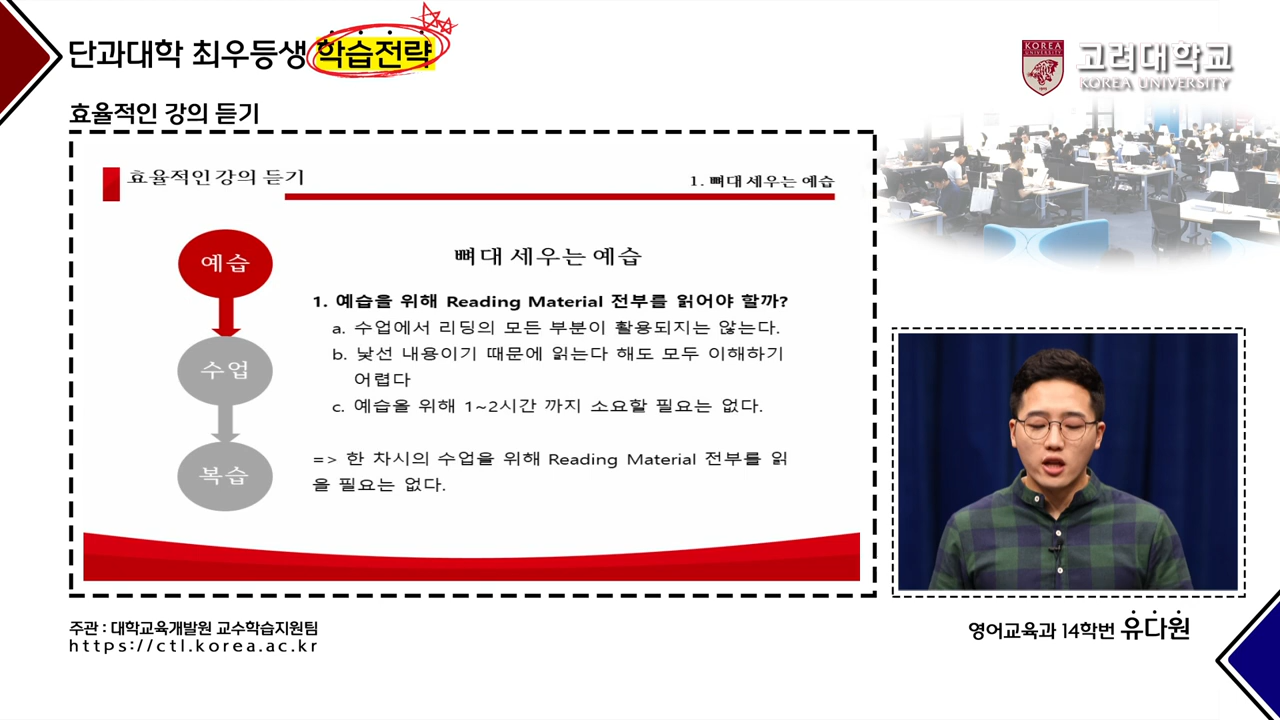 단과대학 최우등생 학습전략
KOREA
UNIVERSITY
고려대학교
KOREA UNIVERSITY
효율적인 강의 듣기
효율적인 강의 듣기
1. 뼈대 세우는 예습
예습
수업
복습
뼈대 세우는 예습
1. 예습을 위해 Reading Material 전부를 읽어야 할까?
a. 수업에서 리딩의 모든 부분이 활용되지는 않는다.
b. 낯선 내용이기 때문에 읽는다 해도 모두 이해하기
어렵다
c. 예습을 위해 1~2시간 까지 소요할 필요는 없다.
=> 한 차시의 수업을 위해 Reading Material 전부를 읽
을 필요는 없다.
주관 : 대학교육개발원 교수학습지원팀
https://ctl.korea.ac.kr
영어교육과 14학번 유다원